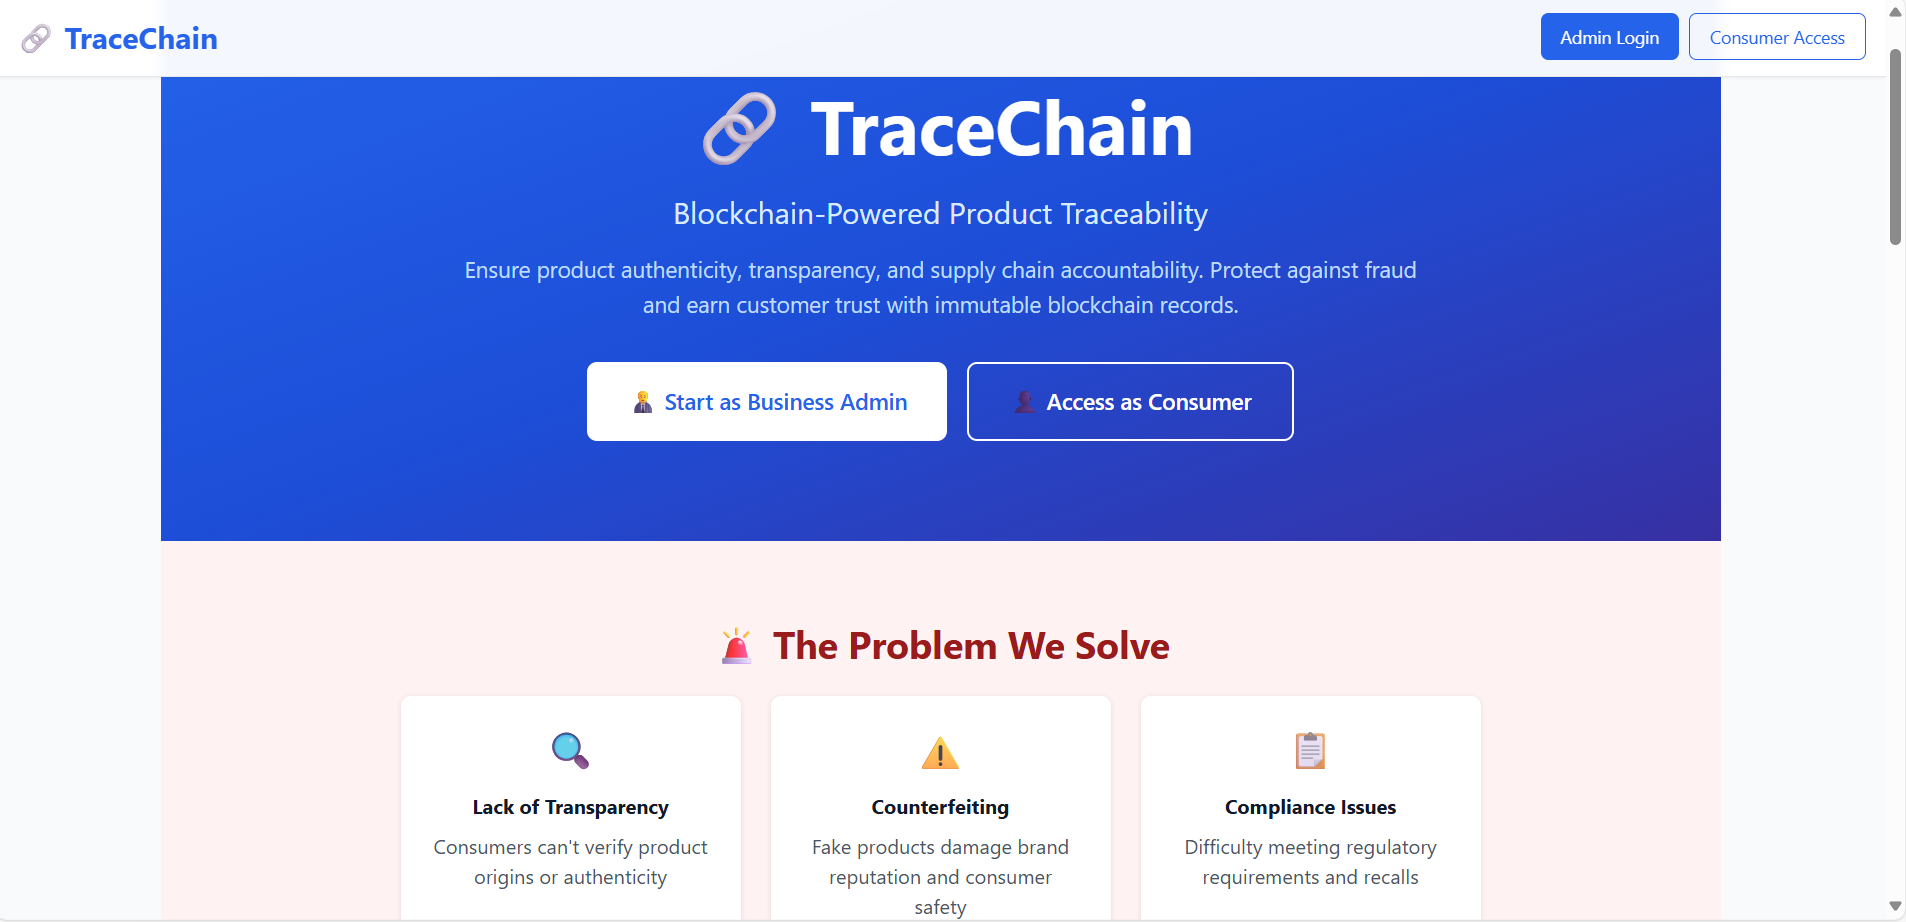 TraceChain
Admin Login
Consumer Access
TraceChain
Blockchain-Powered Product Traceability
Ensure product authenticity, transparency, and supply chain accountability. Protect against fraud
and earn customer trust with immutable blockchain records.
Start as Business Admin
Access as Consumer
The Problem We Solve
Lack of Transparency
Consumers can't verify product
origins or authenticity
Counterfeiting
Fake products damage brand
reputation and consumer
safety
Compliance Issues
Difficulty meeting regulatory
requirements and recalls